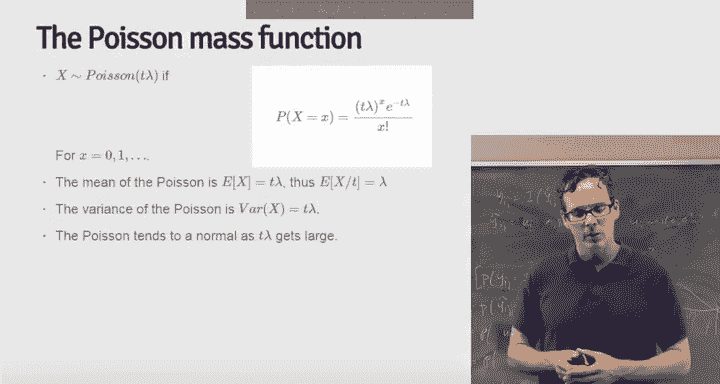 The Poisson mass function
· X ∼ Poisson(tλ) if
P(X = x) = (tλ)^x e^{-tλ} / x!
For x = 0, 1, ….
· The mean of the Poisson is E[X] = tλ, thus E[X/t] = λ
· The variance of the Poisson is Var(X) = tλ.
· The Poisson tends to a normal as tλ gets large.